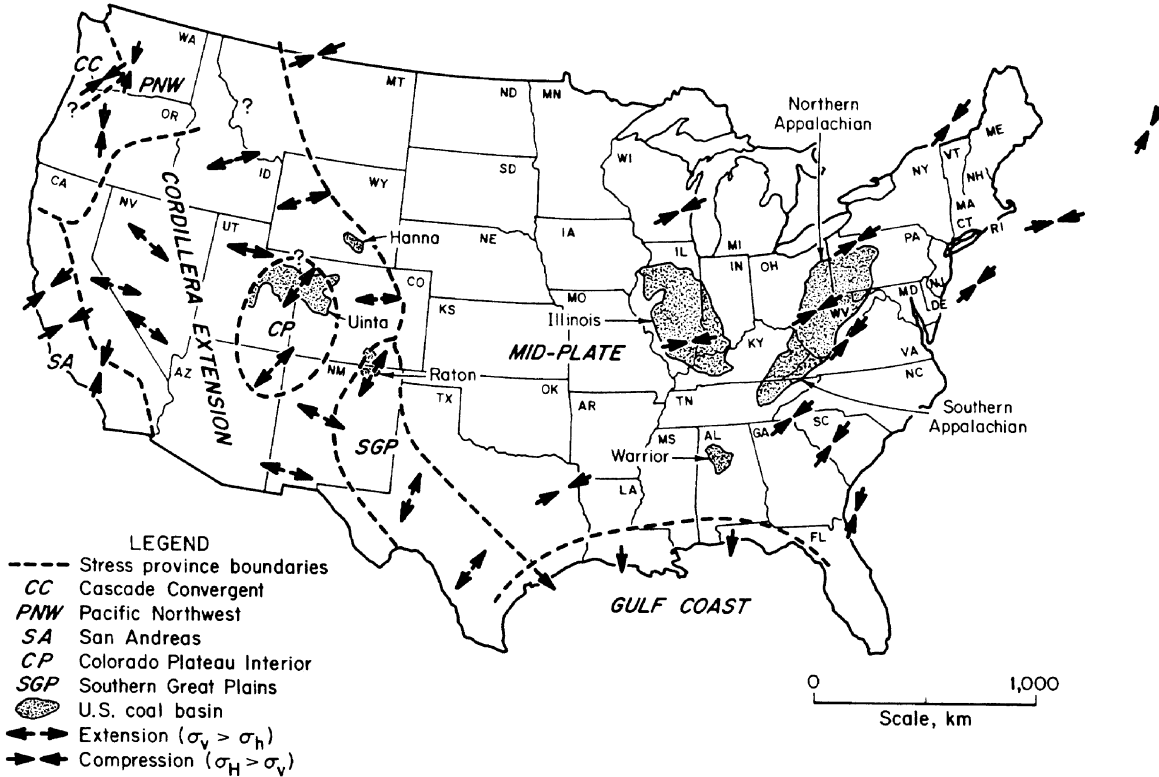 WA
CC
PNW
?
OR
MT
ND
MN
Northern
Appalachian
ME
VT
NY
NH
MA
CT
RI
?
ID
WY
SD
WI
CA
NV
UT
CORDILLERA EXTENSION
Hanna
NE
IA
MI
PA
?
CO
IL
IN
OH
MD
NJ
DE
WV
CP
Uinta
KS
MO
Illinois
MID-PLATE
KY
VA
SA
AZ
NM
Raton
TX
OK
AR
TN
NC
Southern
Appalachian
SGP
MS
AL
GA
SC
Warrior
LA
FL
GULF COAST
LEGEND
Stress province boundaries
CC Cascade Convergent
PNW Pacific Northwest
SA San Andreas
CP Colorado Plateau Interior
SGP Southern Great Plains
U.S. coal basin
Extension (σv > σh)
Compression (σH > σv)
0 1,000
Scale, km